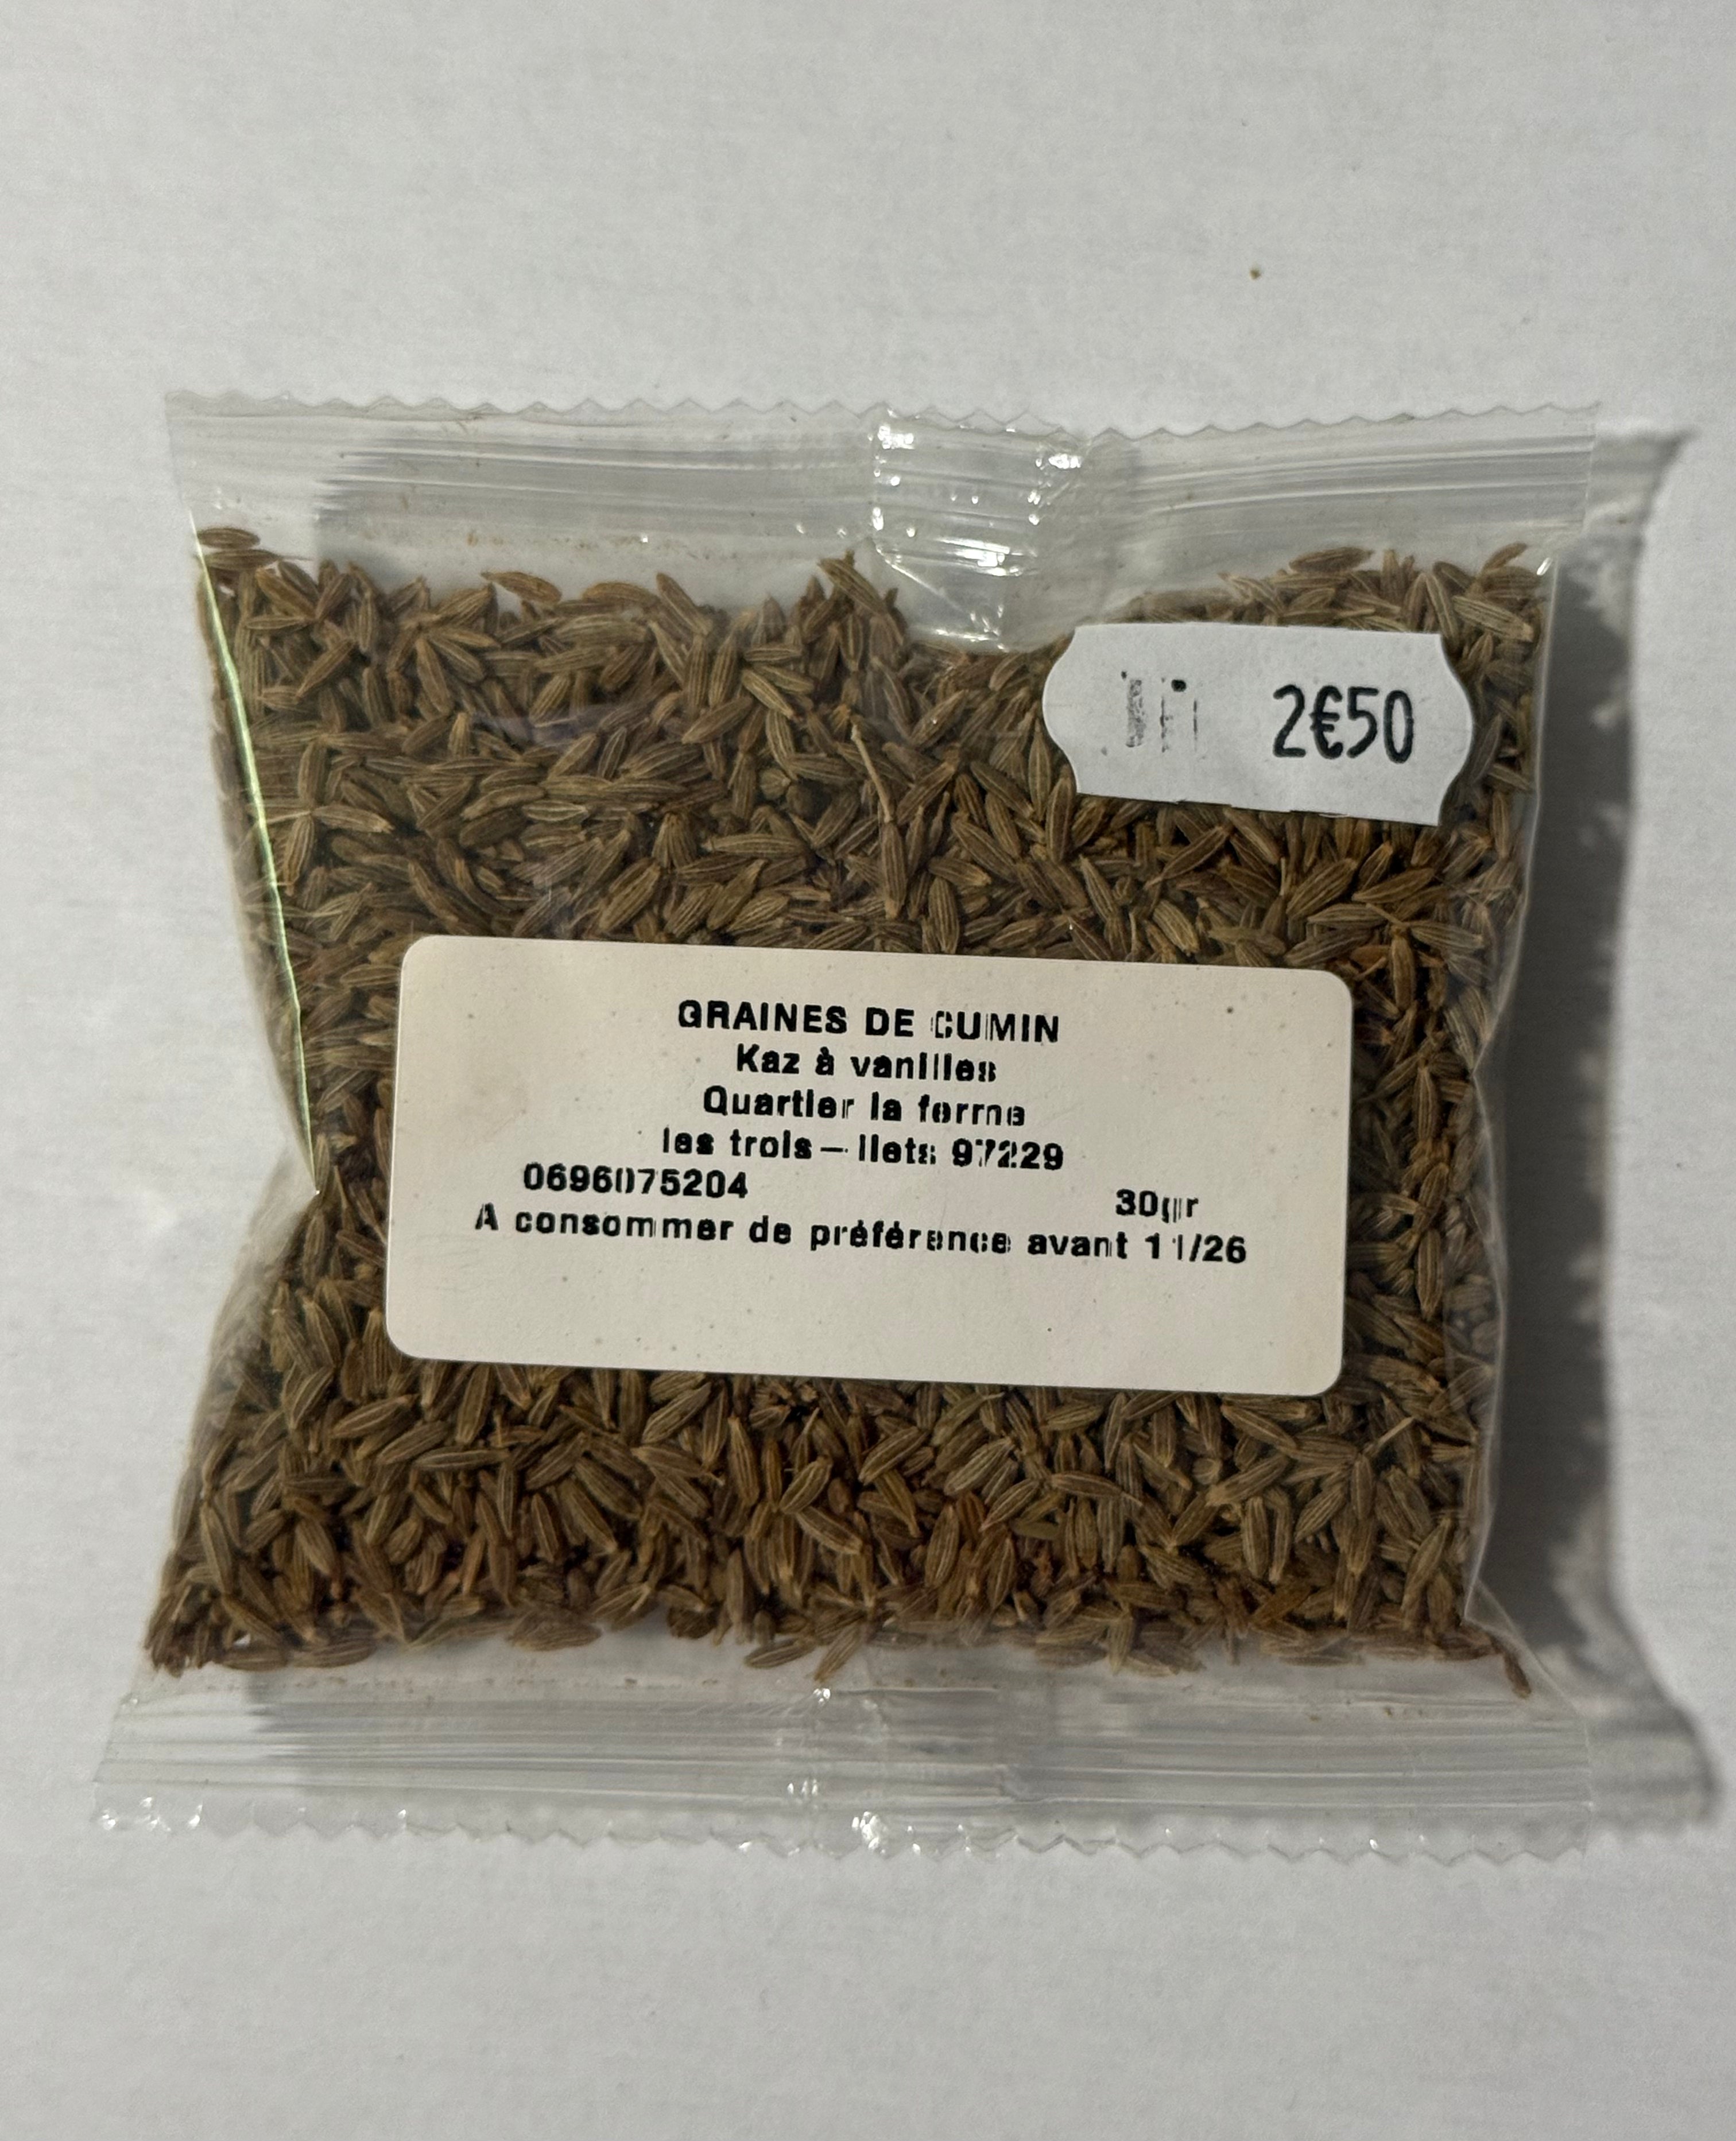 2€50
GRAINES DE CUMIN
Kaz à vanilles
Quartier la ferme
les trois-ilets 97229
0696075204 30gr
A consommer de préférence avant 11/26